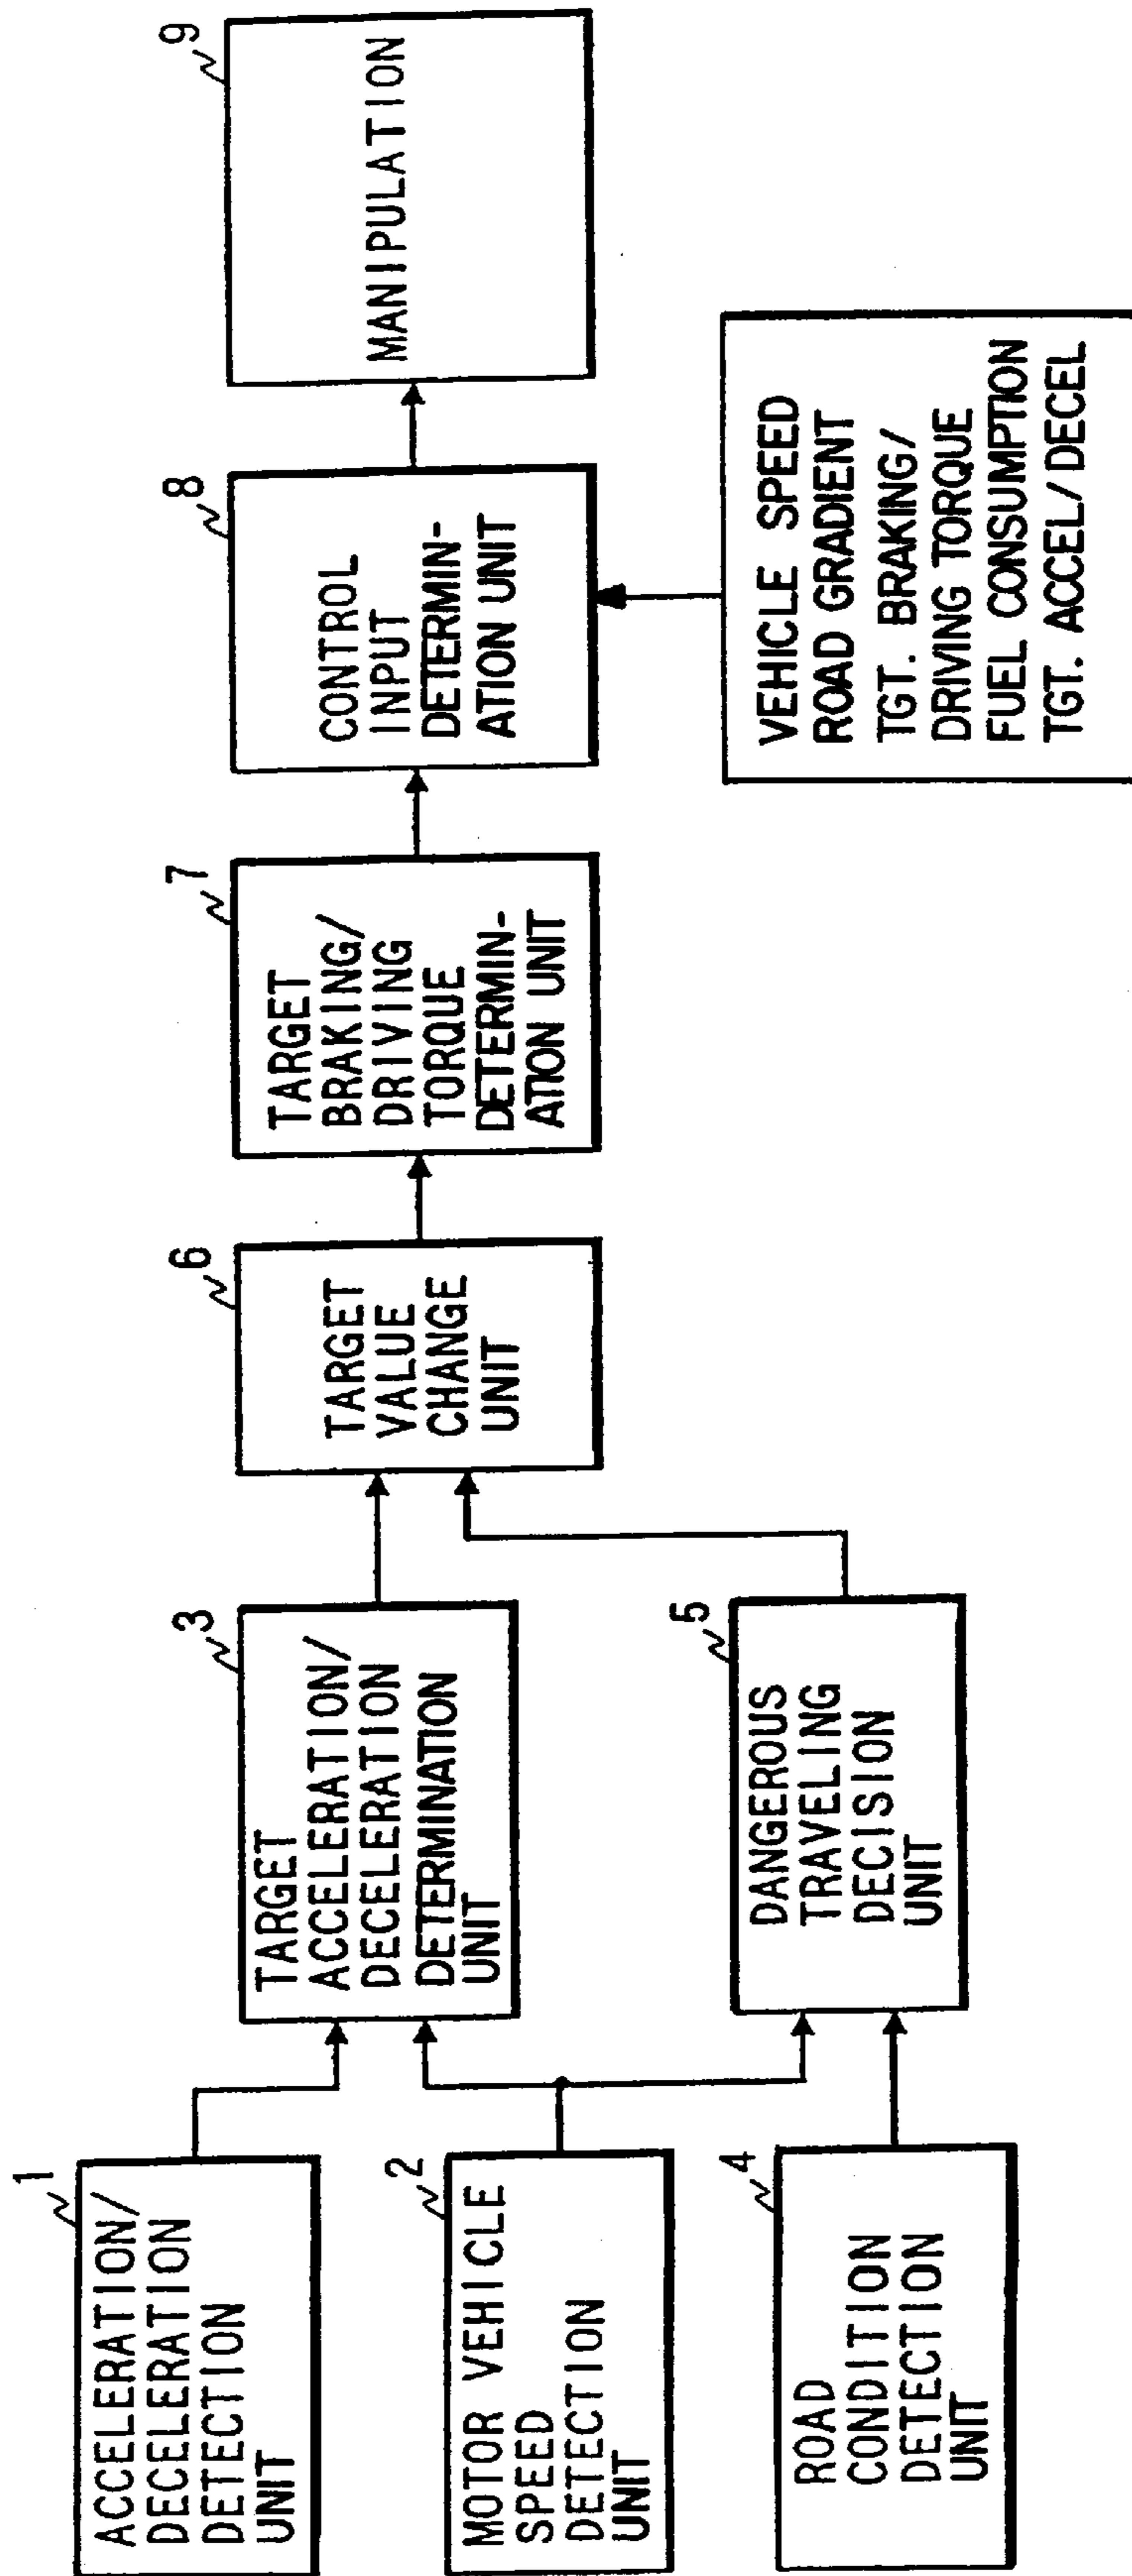 1
ACCELERATION/
DECELERATION
DETECTION
UNIT
2
MOTOR VEHICLE
SPEED
DETECTION
UNIT
4
ROAD
CONDITION
DETECTION
UNIT
3
TARGET
ACCELERATION/
DECELERATION
DETERMINATION
UNIT
5
DANGEROUS
TRAVELING
DECISION
UNIT
6
TARGET
VALUE
CHANGE
UNIT
7
TARGET
BRAKING/
DRIVING
TORQUE
DETERMIN-
ATION UNIT
8
CONTROL
INPUT
DETERMIN-
ATION UNIT
VEHICLE SPEED
ROAD GRADIENT
TGT. BRAKING/
DRIVING TORQUE
FUEL CONSUMPTION
TGT. ACCEL/DECEL
9
MANIPULATION